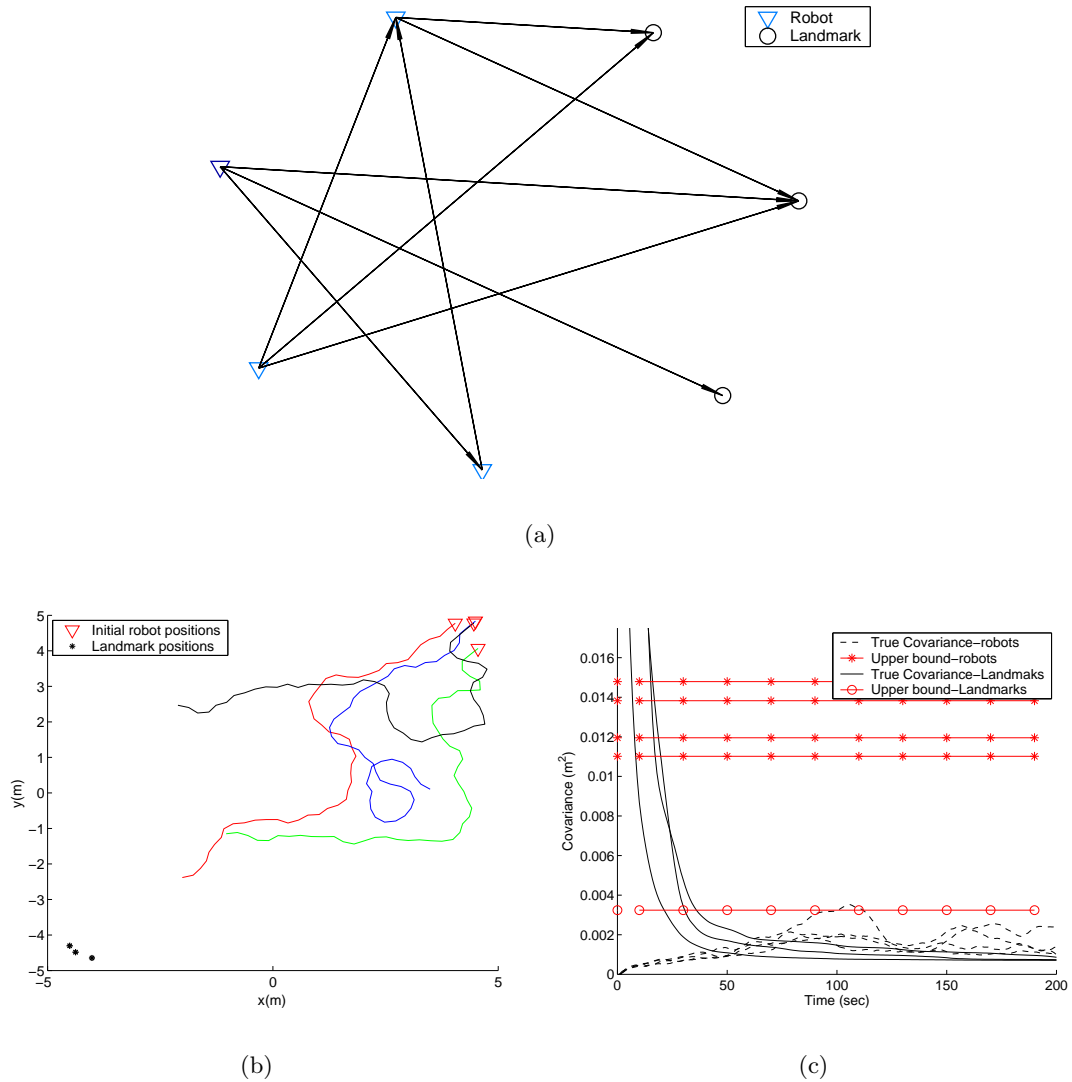 Robot
Landmark
(a)
5
4
3
2
1
0
−1
−2
−3
−4
−5
−5
0
5
y(m)
x(m)
Initial robot positions
Landmark positions
(b)
0.016
0.014
0.012
0.01
0.008
0.006
0.004
0.002
0
0
50
100
150
200
Covariance (m²)
Time (sec)
True Covariance−robots
Upper bound−robots
True Covariance−Landmaks
Upper bound−Landmarks
(c)